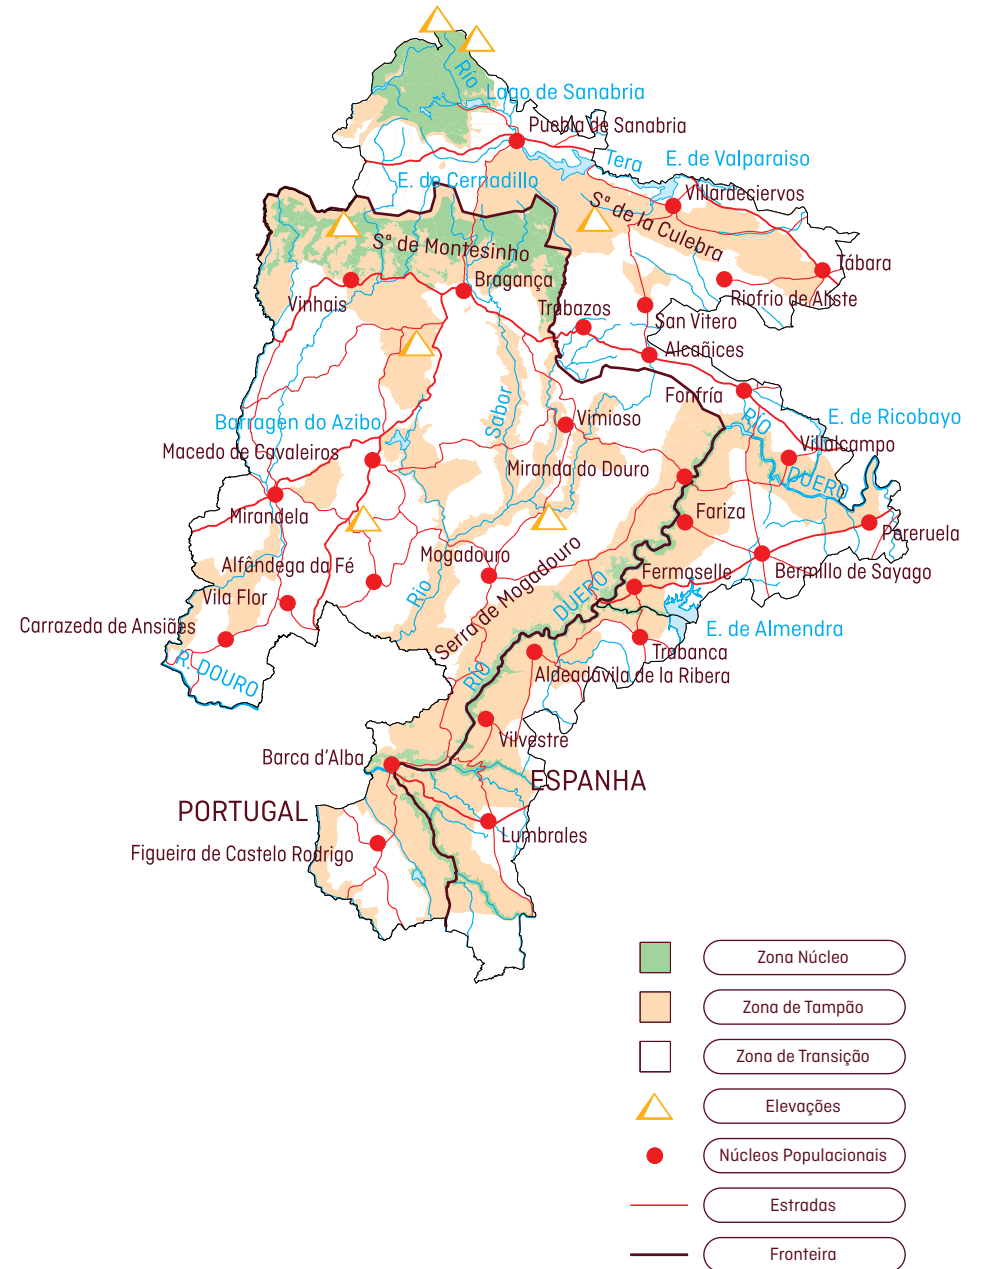 Río
Lago de Sanabria
Puebla de Sanabria
Tera
E. de Valparaiso
E. de Cernadillo
Villardeciervos
Sª de la Culebra
Sª de Montesinho
Tábara
Bragança
Riofrio de Aliste
Vinhais
Trabazos
San Vitero
Alcañices
Fonfría
Sabor
RÍO
E. de Ricobayo
Barragen do Azibo
Vimioso
Villalcampo
Macedo de Cavaleiros
Miranda do Douro
DUERO
Mirandela
Fariza
Pereruela
Mogadouro
Alfândega da Fé
Fermoselle
Bermillo de Sayago
Vila Flor
Rio
Serra de Mogadouro
DUERO
Carrazeda de Ansiães
E. de Almendra
Trabanca
R. DOURO
RÍO
Aldeadávila de la Ribera
Vilvestre
Barca d'Alba
ESPANHA
PORTUGAL
Lumbrales
Figueira de Castelo Rodrigo
Zona Núcleo
Zona de Tampão
Zona de Transição
Elevações
Núcleos Populacionais
Estradas
Fronteira